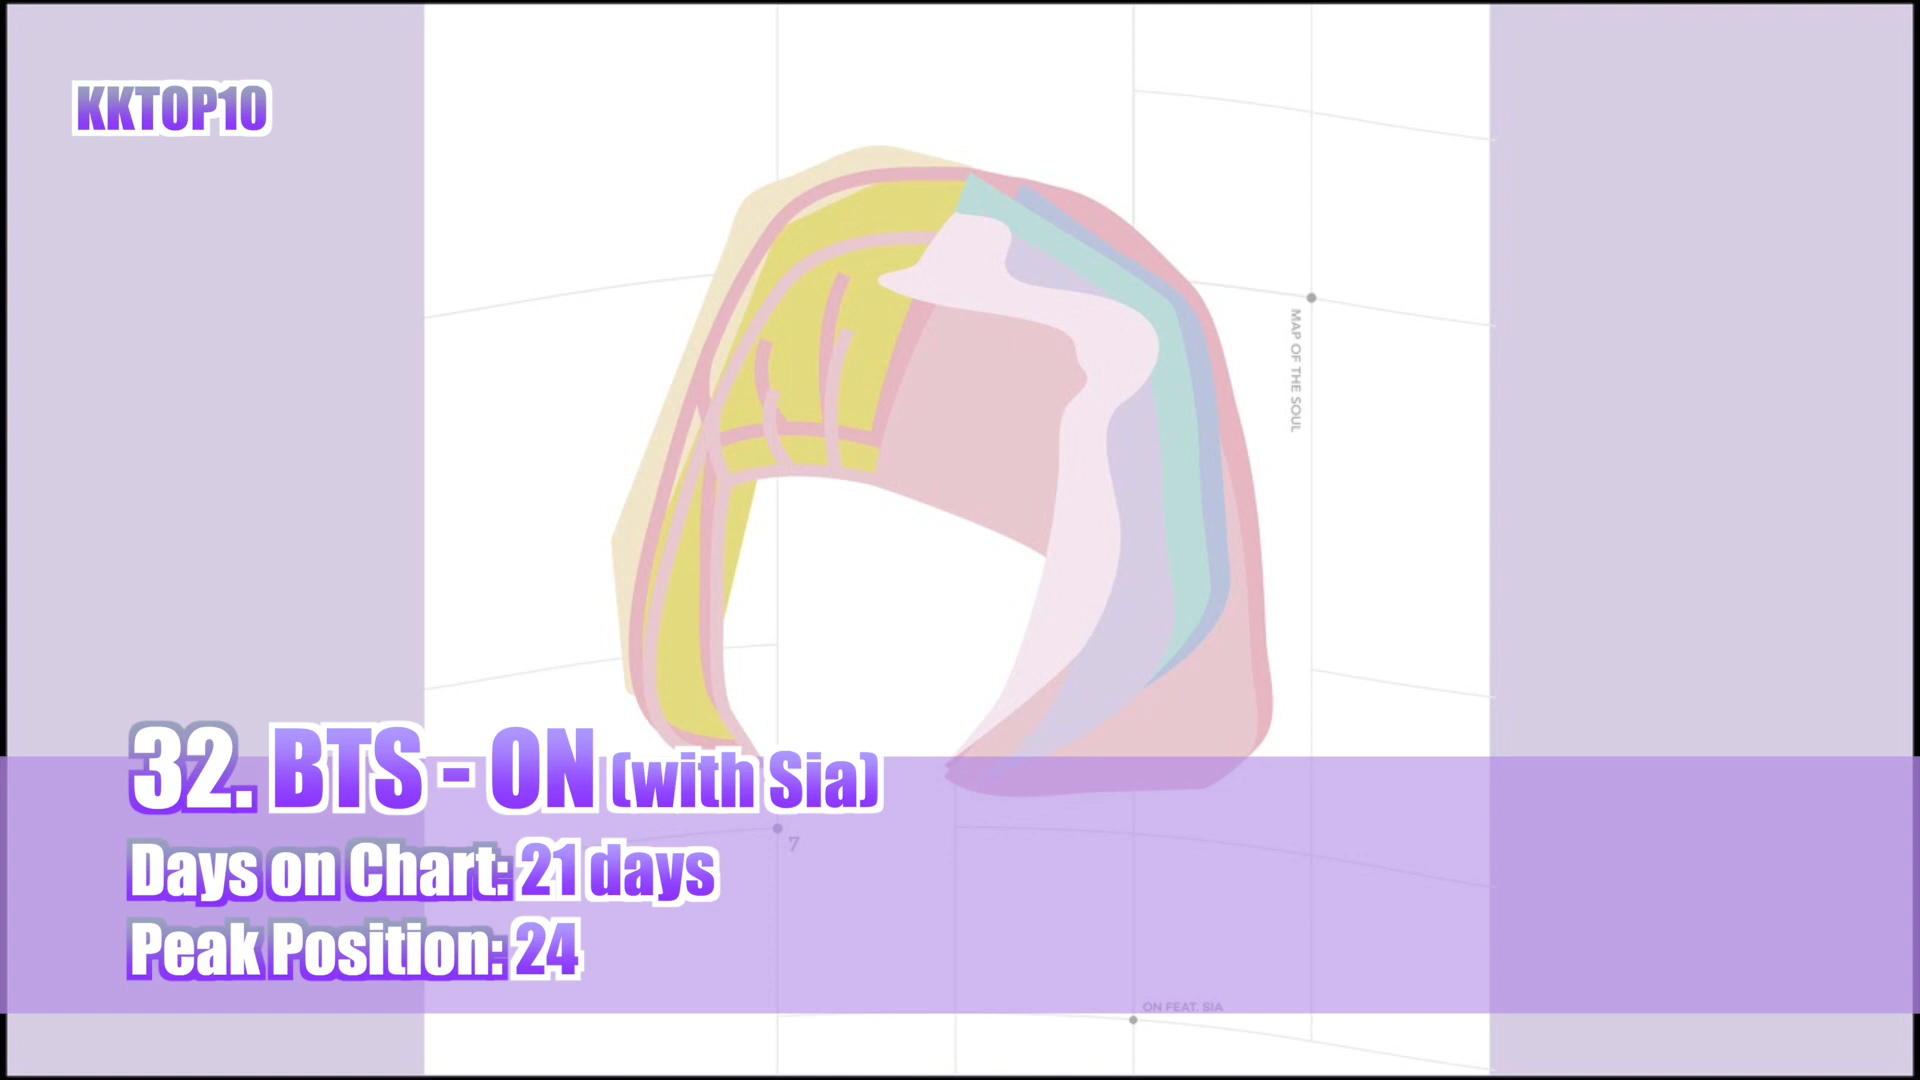 KKTOP10
MAP OF THE SOUL
32. BTS - ON (with Sia)
7
Days on Chart: 21 days
Peak Position: 24
ON FEAT. SIA